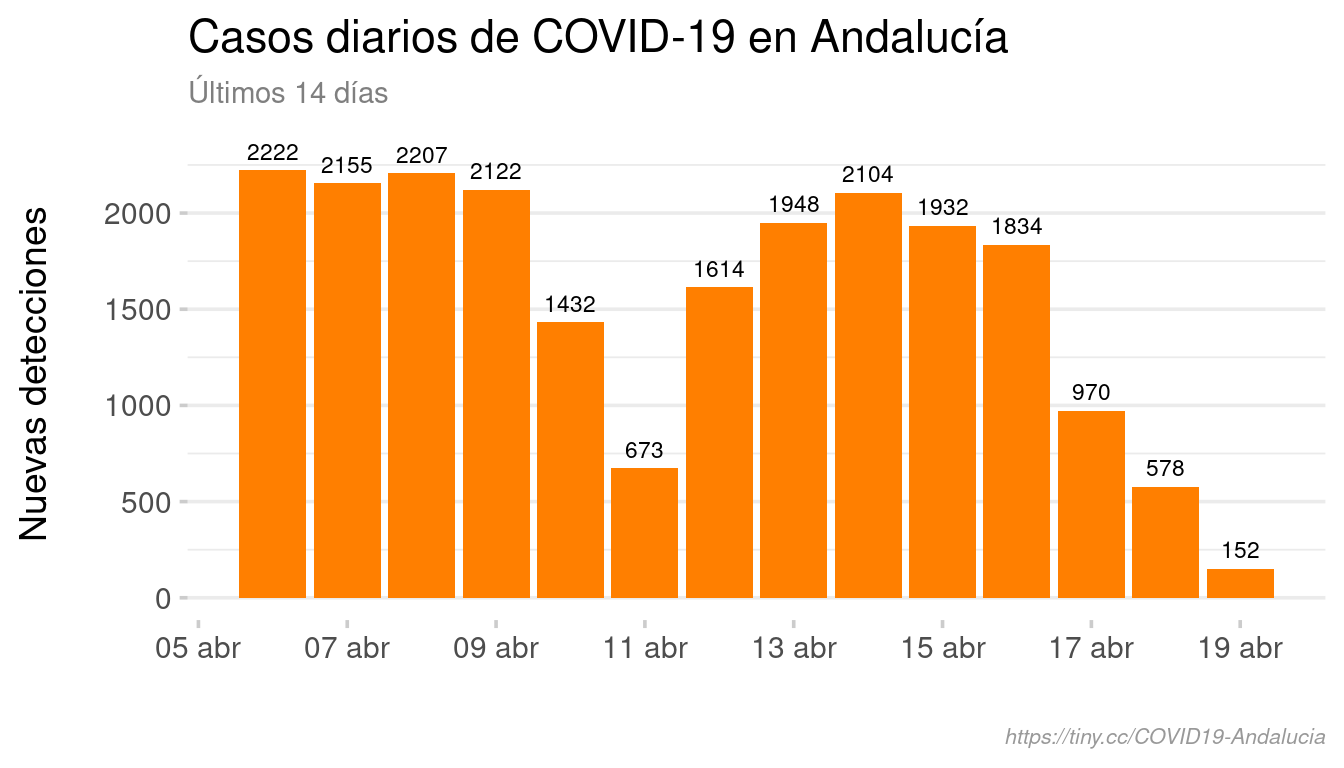 Casos diarios de COVID-19 en Andalucía
Últimos 14 días
Nuevas detecciones
2000
1500
1000
500
0
2222
2155
2207
2122
1432
673
1614
1948
2104
1932
1834
970
578
152
05 abr
07 abr
09 abr
11 abr
13 abr
15 abr
17 abr
19 abr
https://tiny.cc/COVID19-Andalucia